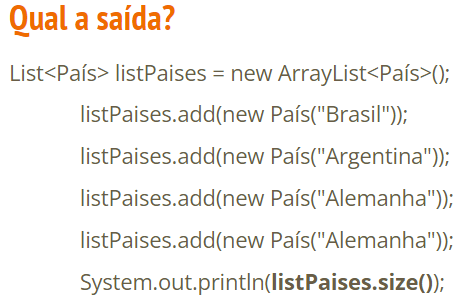 Qual a saída?
List<País> listPaises = new ArrayList<País>();
listPaises.add(new País("Brasil"));
listPaises.add(new País("Argentina"));
listPaises.add(new País("Alemanha"));
listPaises.add(new País("Alemanha"));
System.out.println(listPaises.size());